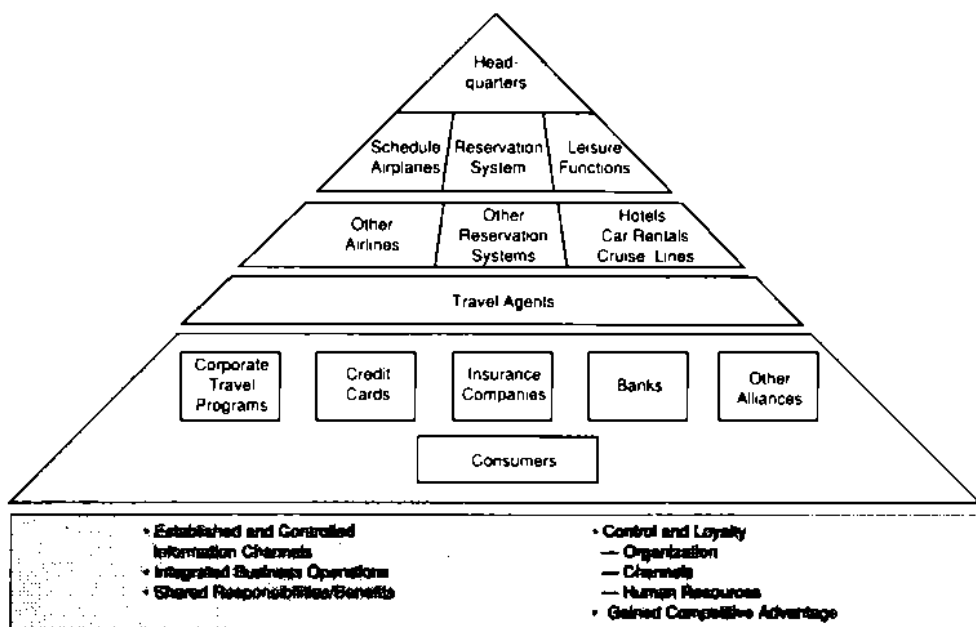 Head-
quarters
Schedule
Airplanes
Reservation
System
Leisure
Functions
Other
Airlines
Other
Reservation
Systems
Hotels
Car Rentals
Cruise Lines
Travel Agents
Corporate
Travel
Programs
Credit
Cards
Insurance
Companies
Banks
Other
Alliances
Consumers
• Established and Controlled
Information Channels
• Integrated Business Operations
• Shared Responsibilities/Benefits
• Control and Loyalty
— Organization
— Channels
— Human Resources
• Gained Competitive Advantage